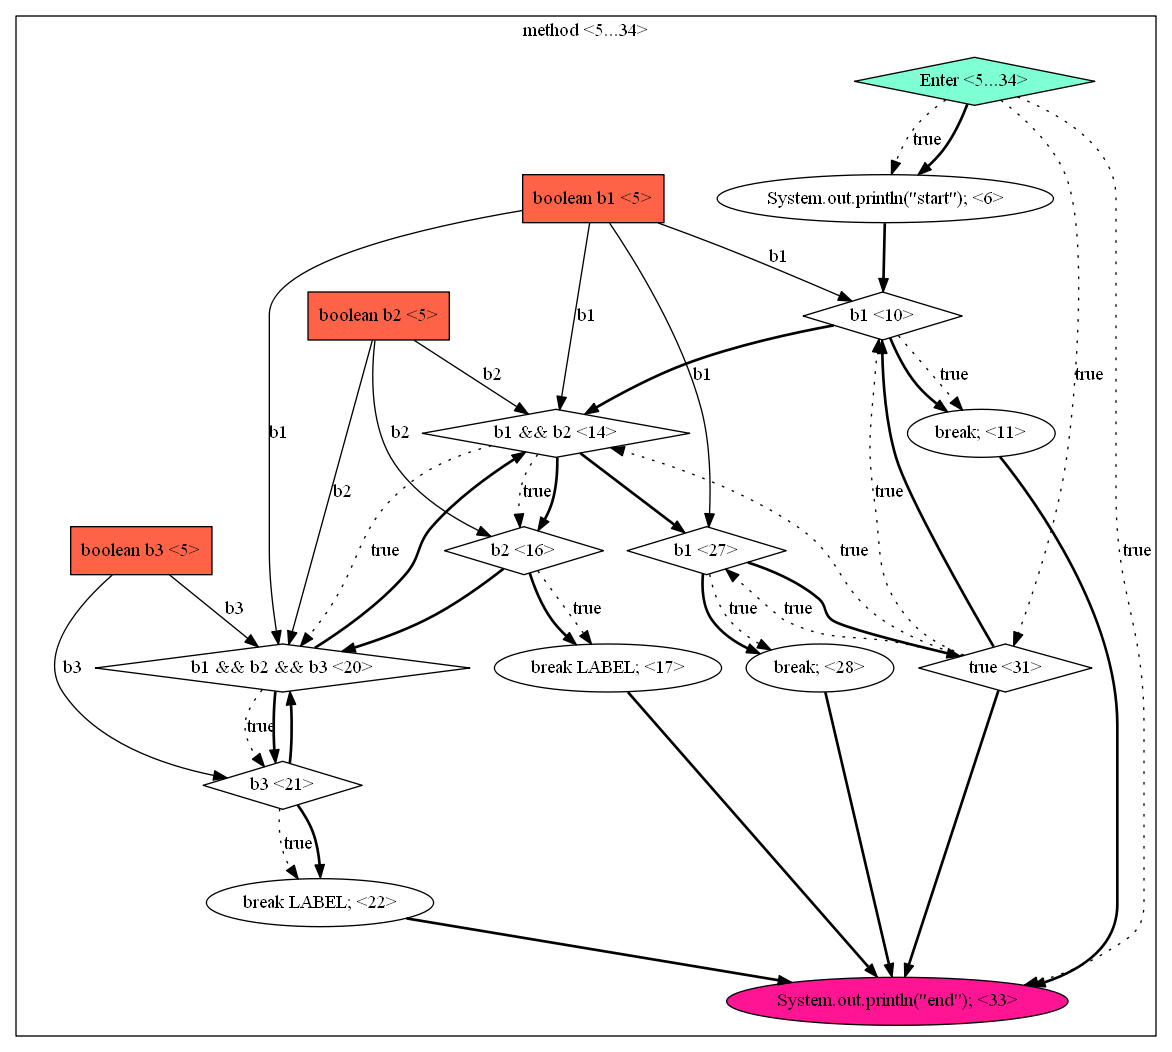 method <5...34>
Enter <5...34>
true
boolean b1 <5>
System.out.println("start"); <6>
b1
boolean b2 <5>
b1
b1 <10>
b2
b1
true
true
b1
b2
b1 && b2 <14>
break; <11>
b2
true
true
boolean b3 <5>
true
b2 <16>
b1 <27>
true
true
b3
true
true
true
b3
b1 && b2 && b3 <20>
break LABEL; <17>
break; <28>
true <31>
true
b3 <21>
true
break LABEL; <22>
System.out.println("end"); <33>